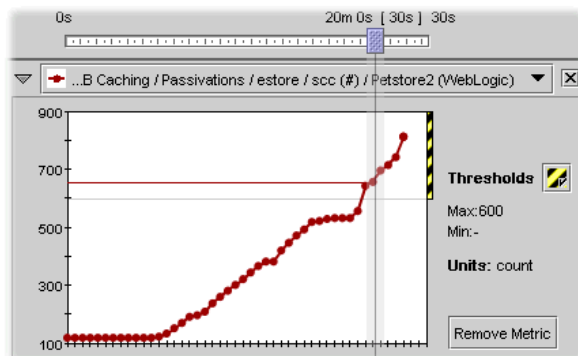 0s 20m 0s [ 30s ] 30s
...B Caching / Passivations / estore / scc (#) / Petstore2 (WebLogic)
900
700
500
300
100
Thresholds
Max:600
Min:-
Units: count
Remove Metric